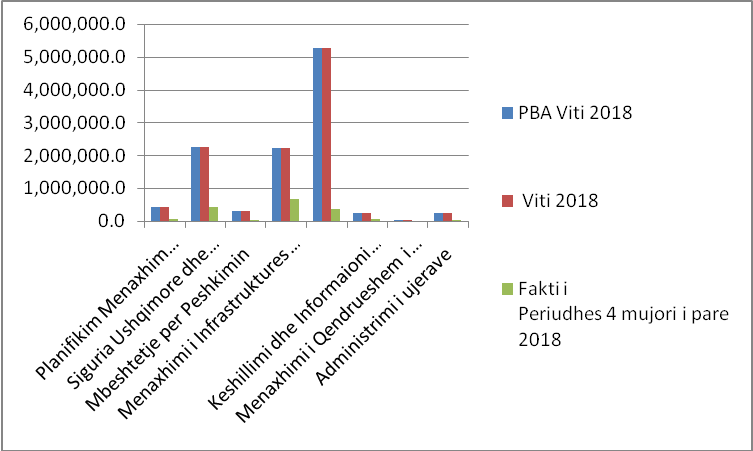 6,000,000.0
5,000,000.0
4,000,000.0
3,000,000.0
2,000,000.0
1,000,000.0
0.0
Planifikim Menaxhim...
Siguria Ushqimore dhe...
Mbeshtetje per Peshkimin
Menaxhimi i Infrastruktures...
Keshillimi dhe Informaioni...
Menaxhimi i Qendrueshem i...
Administrimi i ujerave
PBA Viti 2018
Viti 2018
Fakti i
Periudhes 4 mujori i pare
2018